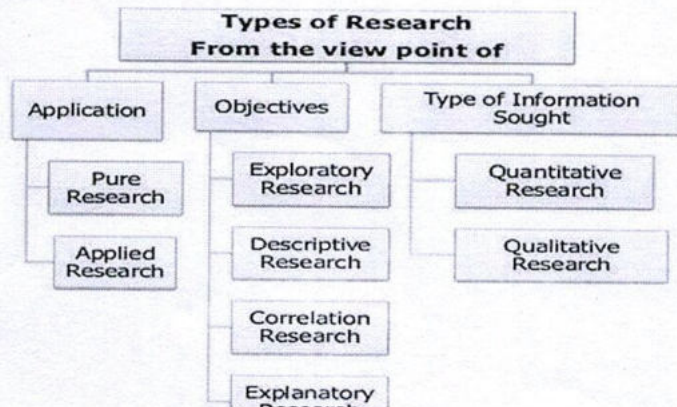 Types of Research
From the view point of
Application
Objectives
Type of Information
Sought
Pure
Research
Applied
Research
Exploratory
Research
Descriptive
Research
Correlation
Research
Explanatory
Quantitative
Research
Qualitative
Research